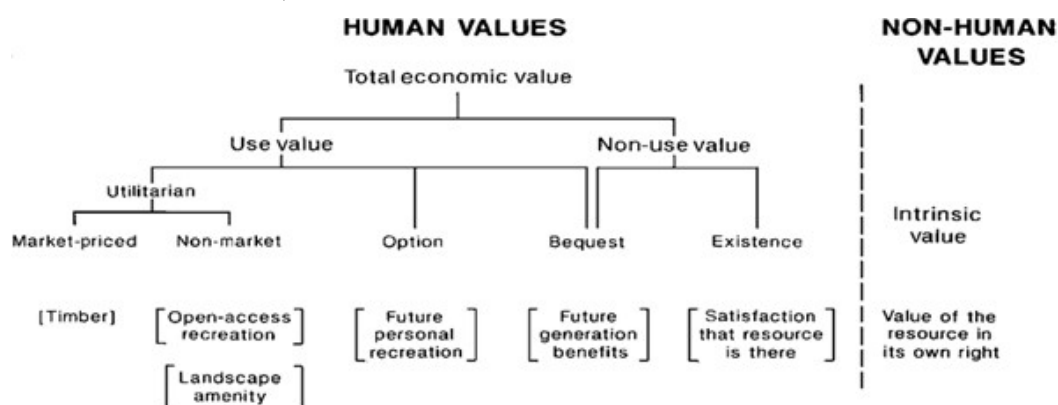 HUMAN VALUES
NON-HUMAN
VALUES
Total economic value
Use value
Non-use value
Utilitarian
Market-priced
Non-market
Option
Bequest
Existence
Intrinsic
value
[Timber]
[Open-access
recreation]
[Future
personal
recreation]
[Future
generation
benefits]
[Satisfaction
that resource
is there]
Value of the
resource in
its own right
[Landscape
amenity]